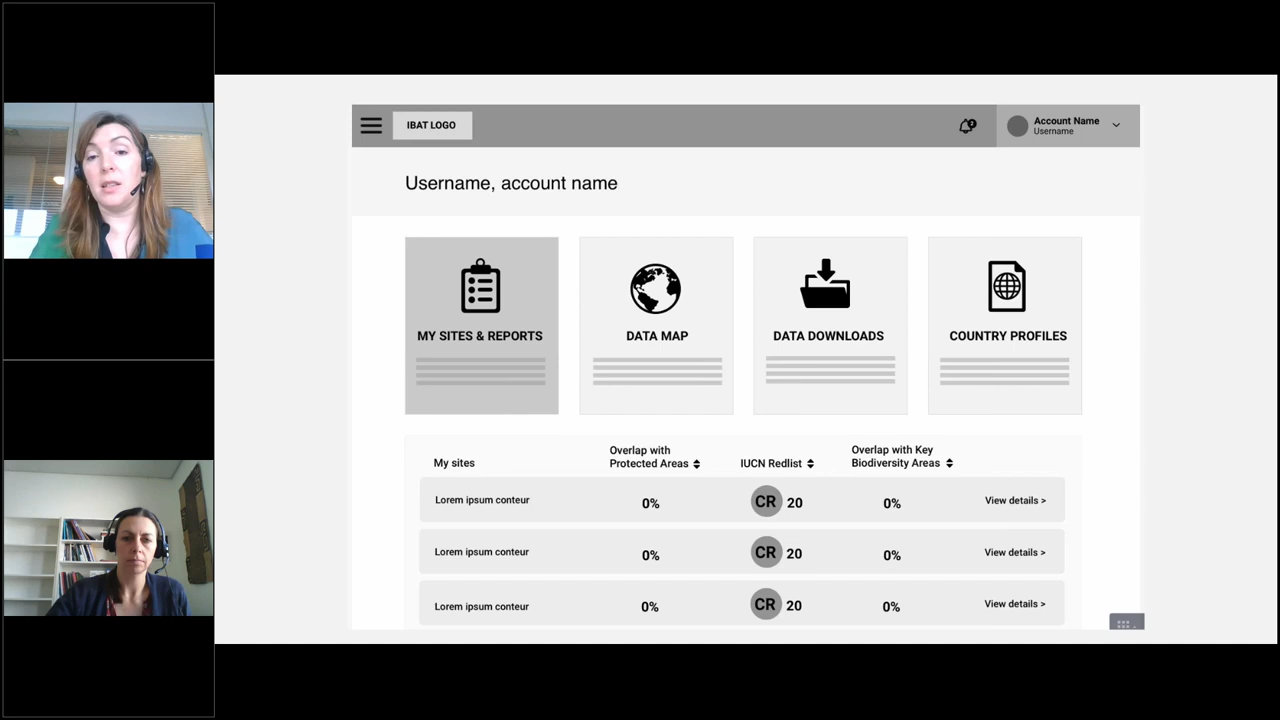 IBAT LOGO
2
Account Name
Username
Username, account name
MY SITES & REPORTS
DATA MAP
DATA DOWNLOADS
COUNTRY PROFILES
My sites
Overlap with
Protected Areas
IUCN Redlist
Overlap with Key
Biodiversity Areas
Lorem ipsum conteur
0%
CR 20
0%
View details >
Lorem ipsum conteur
0%
CR 20
0%
View details >
Lorem ipsum conteur
0%
CR 20
0%
View details >